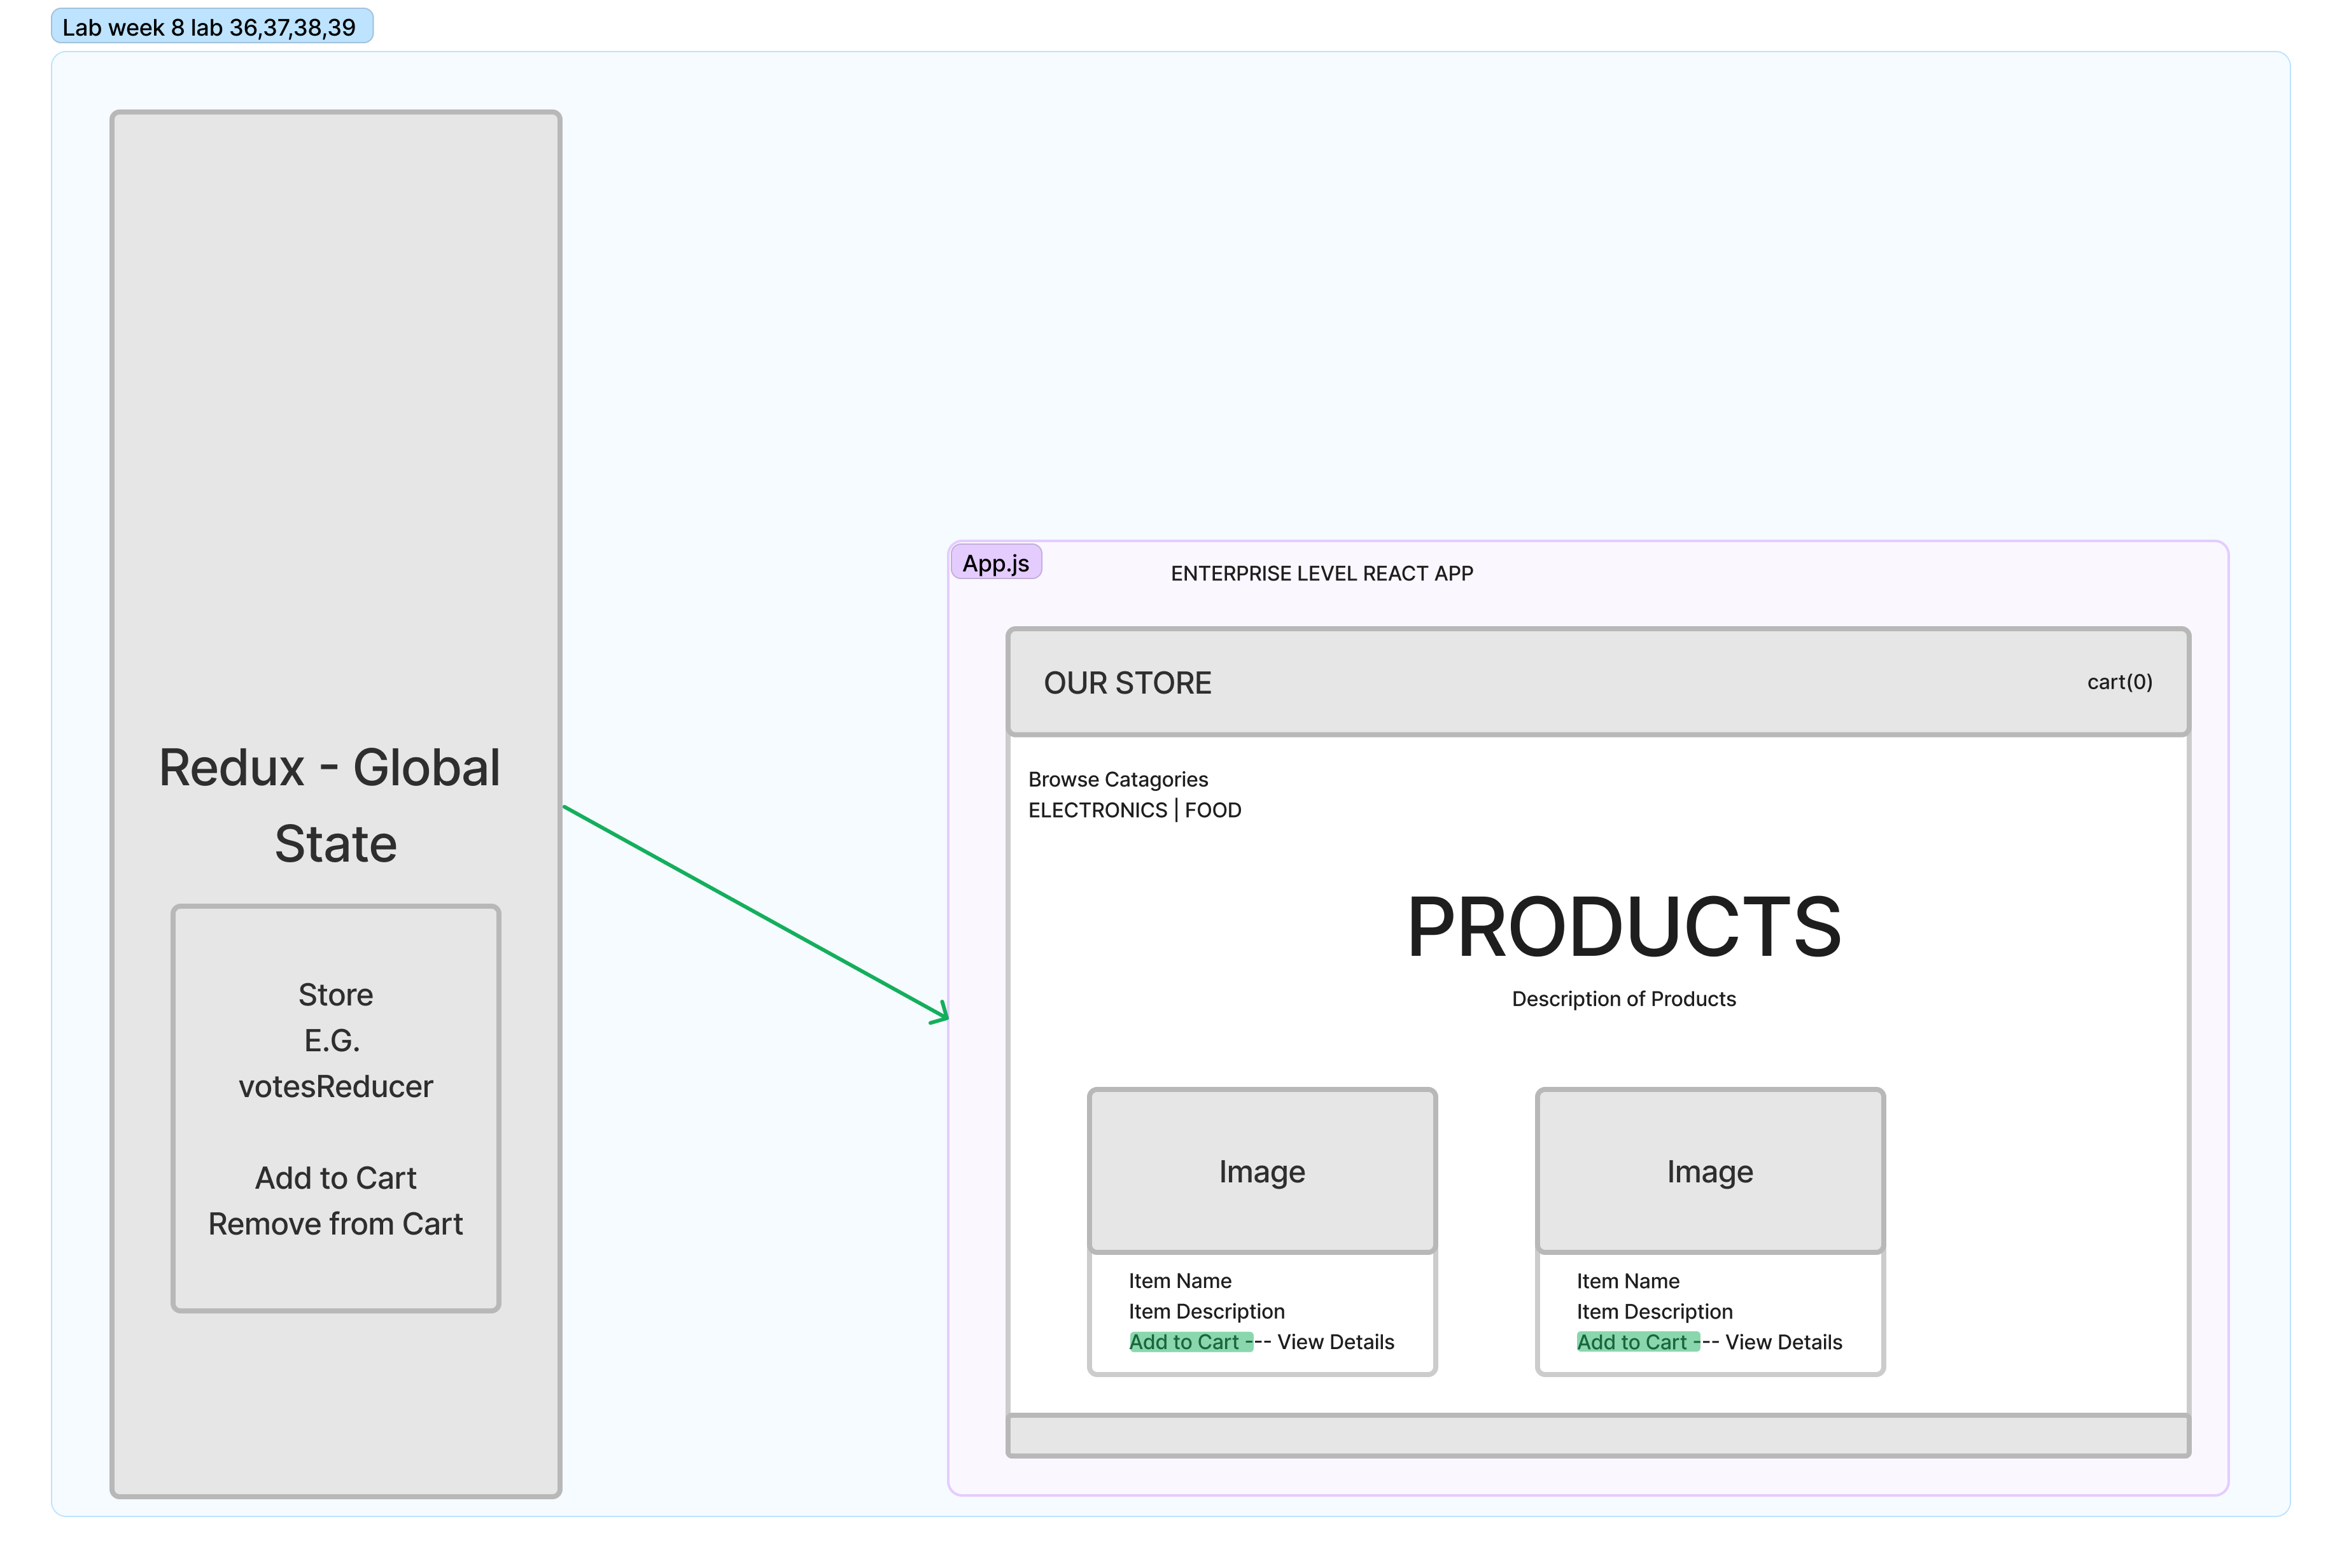 Lab week 8 lab 36,37,38,39
Redux - Global
State
Store
E.G.
votesReducer
Add to Cart
Remove from Cart
App.js
ENTERPRISE LEVEL REACT APP
OUR STORE
cart(0)
Browse Catagories
ELECTRONICS | FOOD
PRODUCTS
Description of Products
Image
Item Name
Item Description
Add to Cart --- View Details
Image
Item Name
Item Description
Add to Cart --- View Details